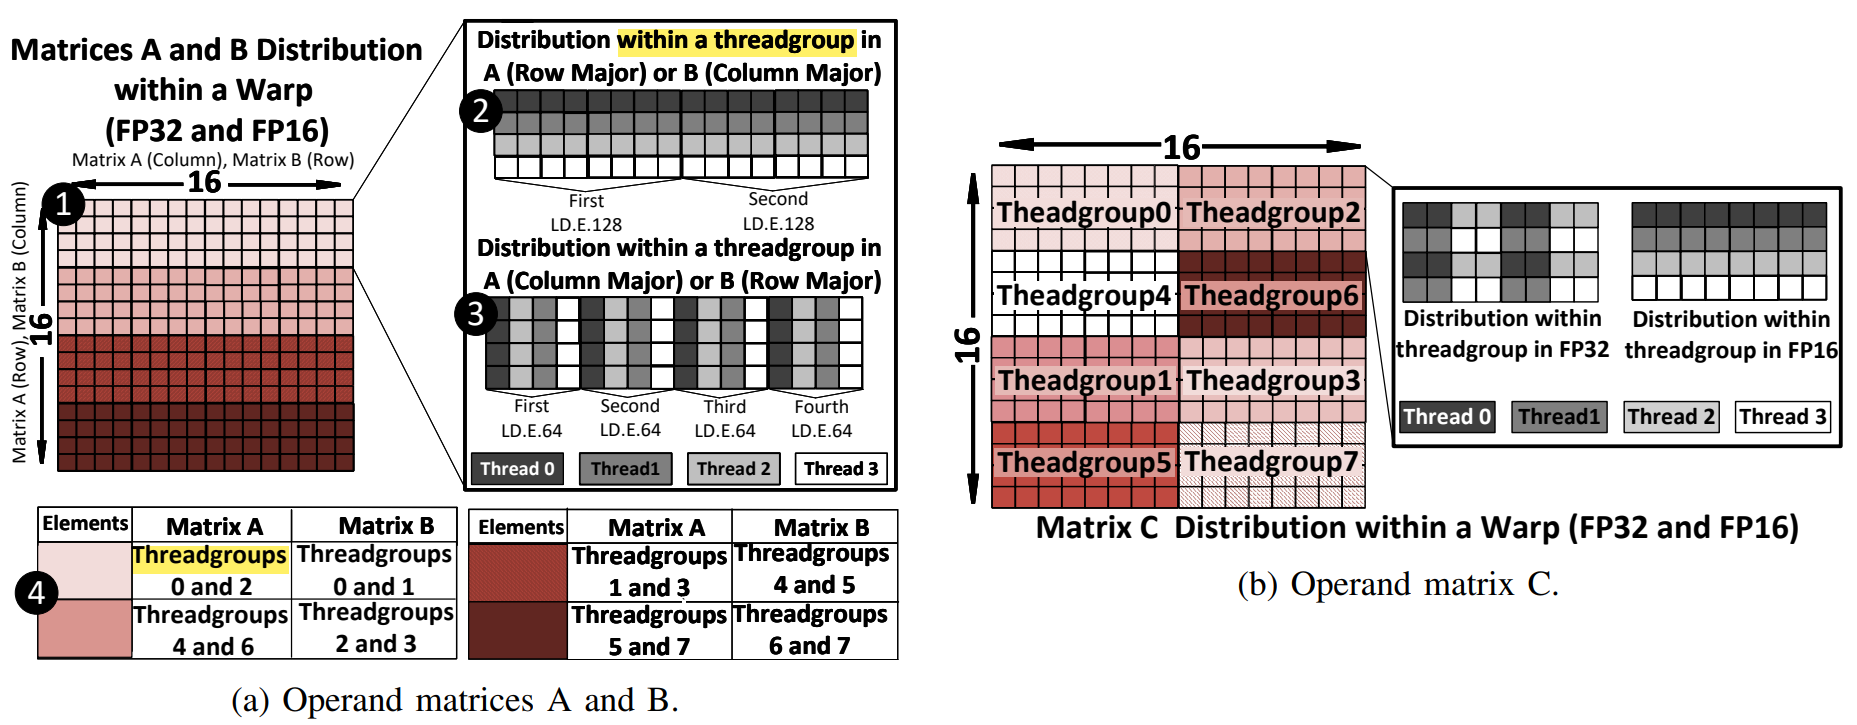 Matrices A and B Distribution
within a Warp
(FP32 and FP16)
Matrix A (Column), Matrix B (Row)
16
1
Matrix A (Row), Matrix B (Column)
16
Distribution within a threadgroup in
A (Row Major) or B (Column Major)
2
First
LD.E.128
Second
LD.E.128
Distribution within a threadgroup in
A (Column Major) or B (Row Major)
3
First
LD.E.64
Second
LD.E.64
Third
LD.E.64
Fourth
LD.E.64
Thread 0
Thread1
Thread 2
Thread 3
Elements
Matrix A
Matrix B
4
Threadgroups
0 and 2
Threadgroups
0 and 1
Threadgroups
4 and 6
Threadgroups
2 and 3
Elements
Matrix A
Matrix B
Threadgroups
1 and 3
Threadgroups
4 and 5
Threadgroups
5 and 7
Threadgroups
6 and 7
(a) Operand matrices A and B.
16
16
Theadgroup0
Theadgroup2
Theadgroup4
Theadgroup6
Theadgroup1
Theadgroup3
Theadgroup5
Theadgroup7
Distribution within
threadgroup in FP32
Distribution within
threadgroup in FP16
Thread 0
Thread1
Thread 2
Thread 3
Matrix C Distribution within a Warp (FP32 and FP16)
(b) Operand matrix C.